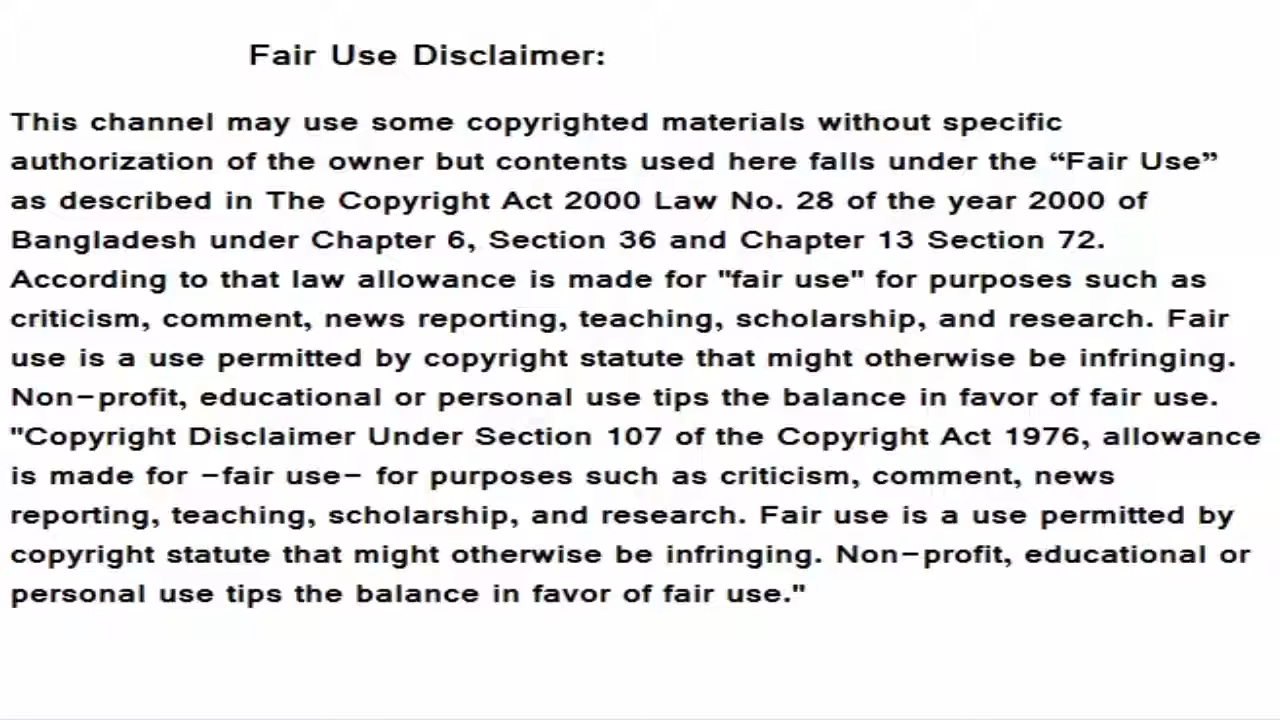 Fair Use Disclaimer:
This channel may use some copyrighted materials without specific
authorization of the owner but contents used here falls under the “Fair Use”
as described in The Copyright Act 2000 Law No. 28 of the year 2000 of
Bangladesh under Chapter 6, Section 36 and Chapter 13 Section 72.
According to that law allowance is made for "fair use" for purposes such as
criticism, comment, news reporting, teaching, scholarship, and research. Fair
use is a use permitted by copyright statute that might otherwise be infringing.
Non-profit, educational or personal use tips the balance in favor of fair use.
"Copyright Disclaimer Under Section 107 of the Copyright Act 1976, allowance
is made for -fair use- for purposes such as criticism, comment, news
reporting, teaching, scholarship, and research. Fair use is a use permitted by
copyright statute that might otherwise be infringing. Non-profit, educational or
personal use tips the balance in favor of fair use."